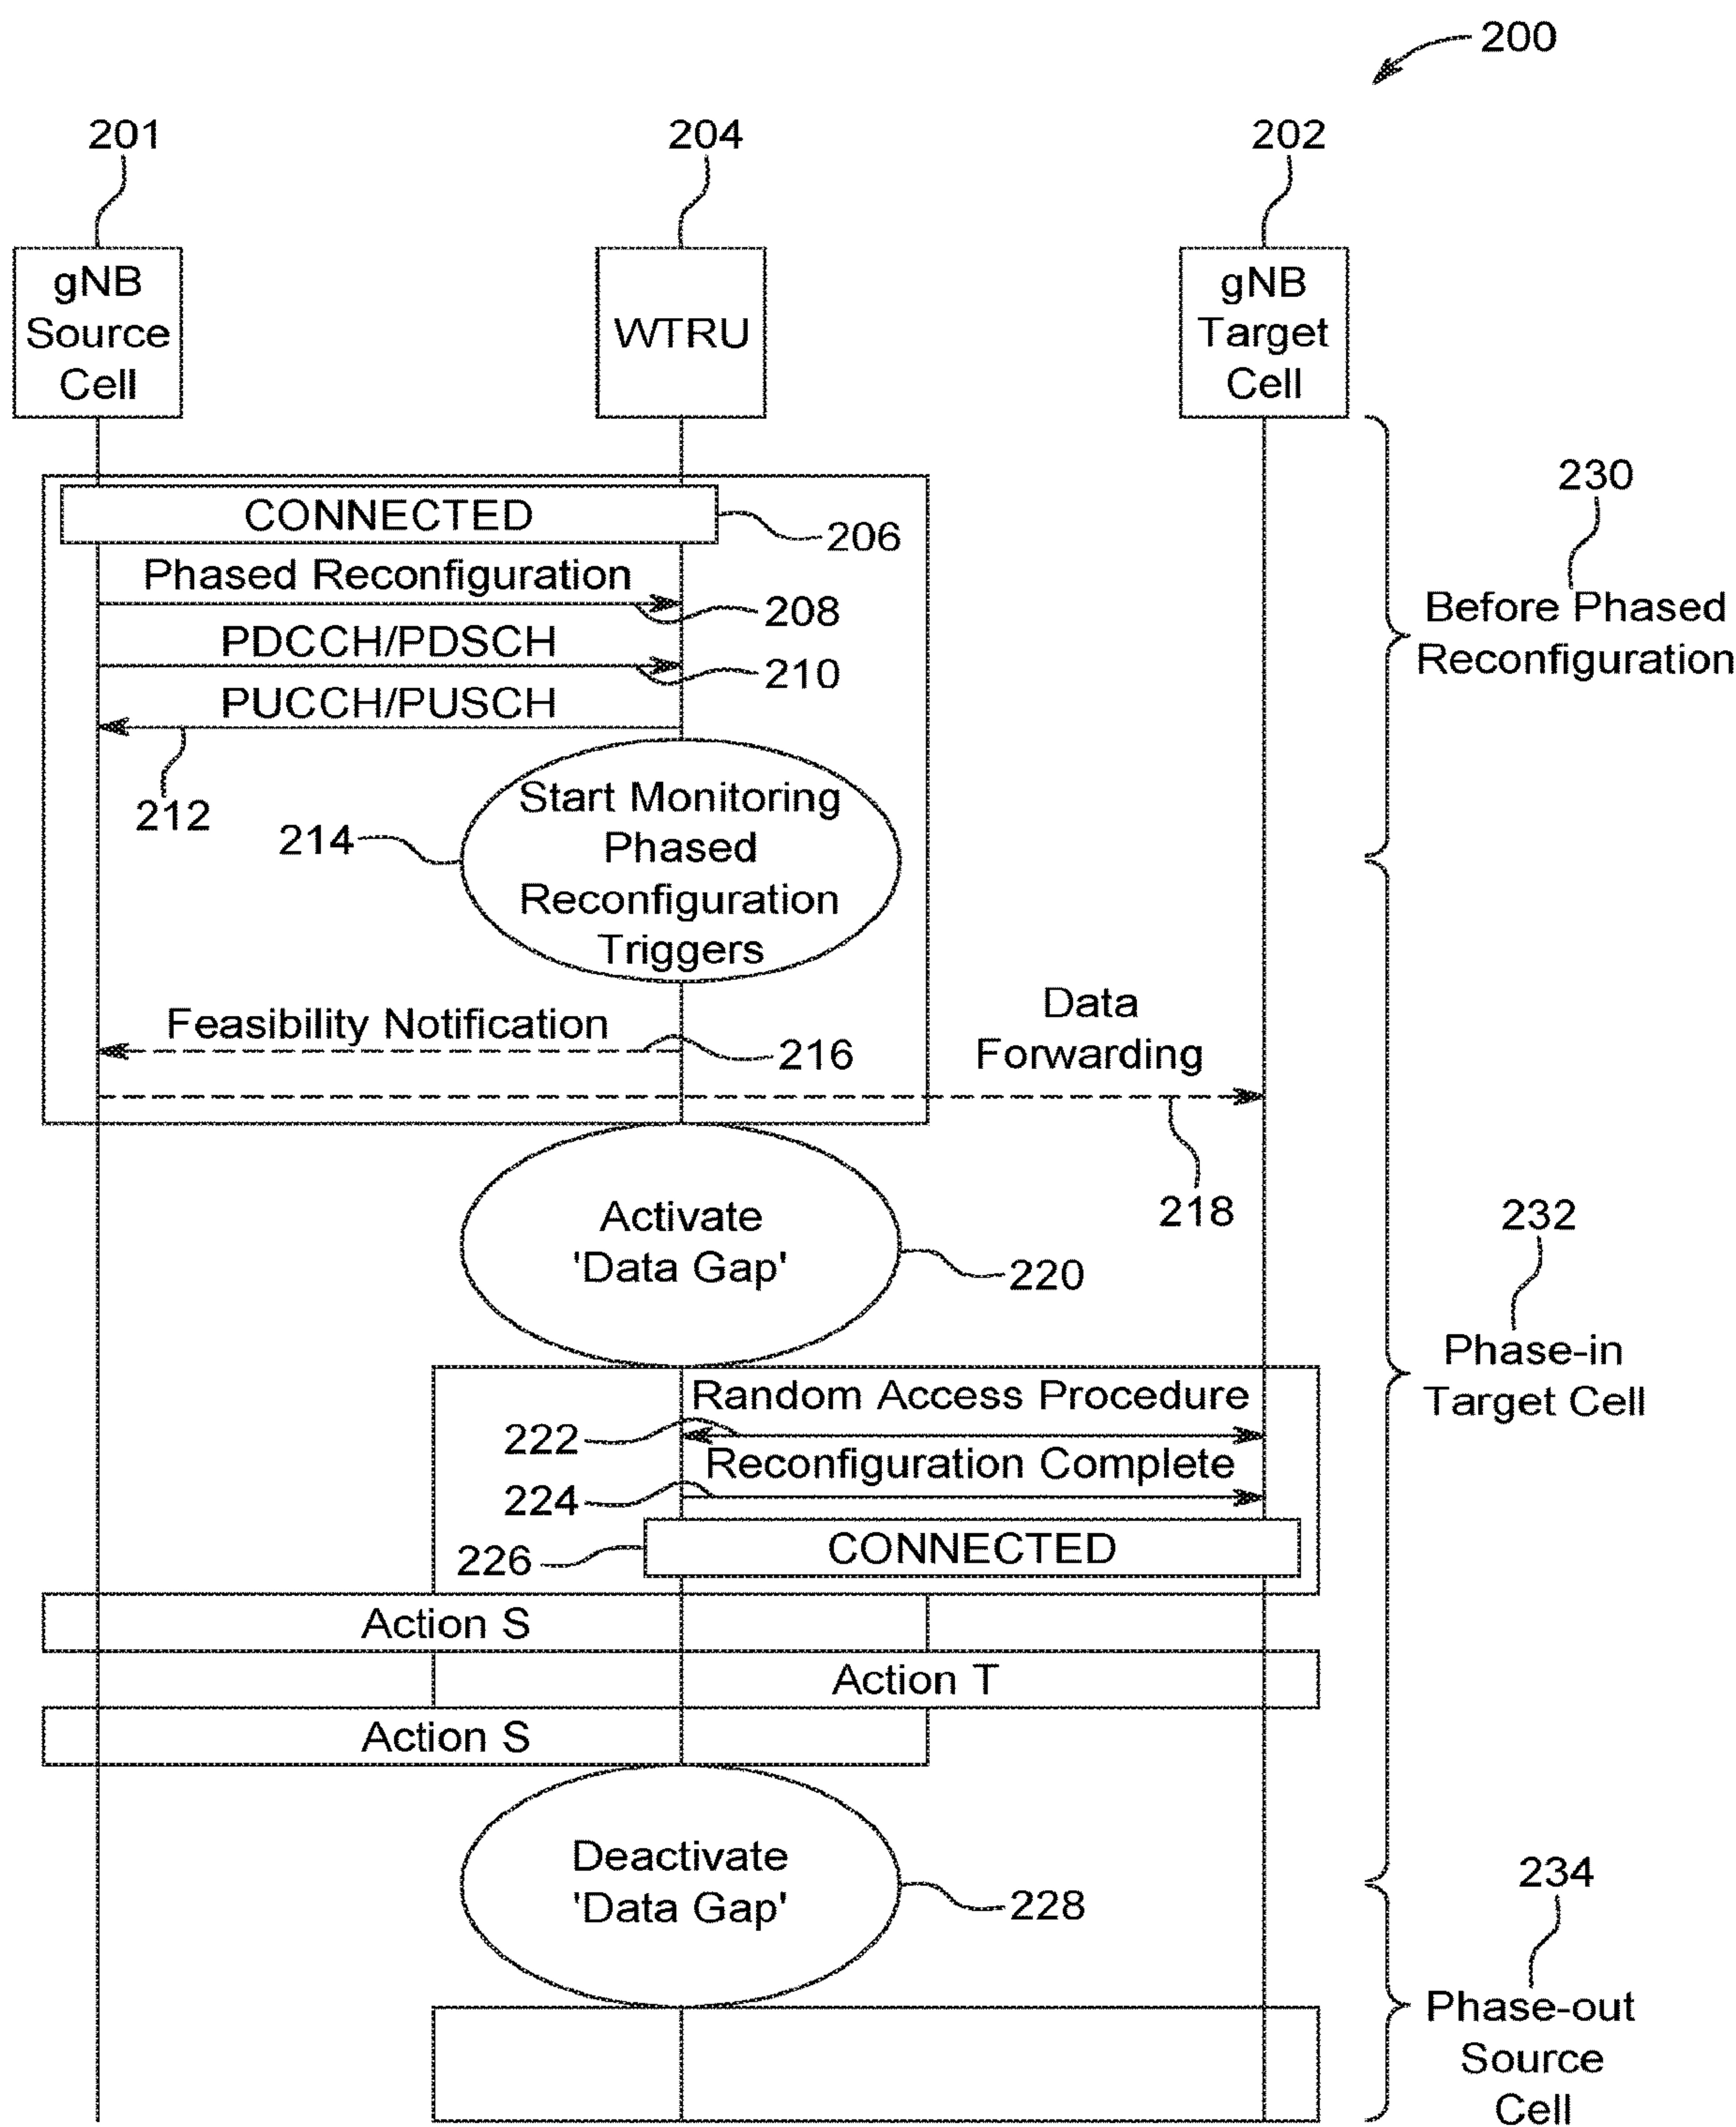 200
201
204
202
gNB
Source
Cell
WTRU
gNB
Target
Cell
CONNECTED
206
230
Before Phased
Reconfiguration
Phased Reconfiguration
208
PDCCH/PDSCH
210
PUCCH/PUSCH
212
214
Start Monitoring
Phased
Reconfiguration
Triggers
Feasibility Notification
216
Data
Forwarding
218
Activate
'Data Gap'
220
232
Phase-in
Target Cell
Random Access Procedure
222
Reconfiguration Complete
224
CONNECTED
226
Action S
Action T
Action S
Deactivate
'Data Gap'
228
234
Phase-out
Source
Cell